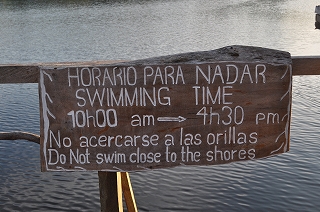 HORARIO PARA NADAR
SWIMMING TIME
10h00 am → 4h30 pm
No acercarse a las orillas
Do Not swim close to the shores